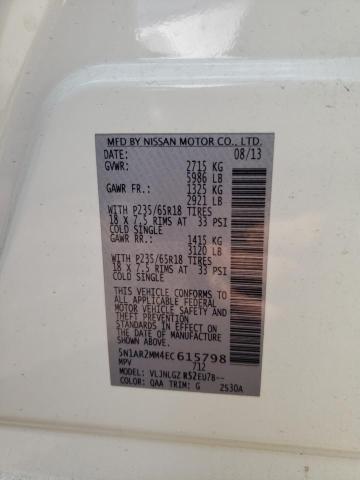 MFD BY NISSAN MOTOR CO., LTD.
DATE: 08/13
GVWR: 2715 KG
5986 LB
GAWR FR.: 1325 KG
2921 LB
WITH P235/65R18 TIRES
18 X 7.5 RIMS AT 33 PSI
COLD SINGLE
GAWR RR.: 1415 KG
3120 LB
WITH P235/65R18 TIRES
18 X 7.5 RIMS AT 33 PSI
COLD SINGLE
THIS VEHICLE CONFORMS TO
ALL APPLICABLE FEDERAL
MOTOR VEHICLE SAFETY
STANDARDS IN EFFECT ON
THE DATE OF MANUFACTURE
SHOWN ABOVE.
5N1AR2MM4EC615798
MPV 712
MODEL: VLJNLGZ R52EU7B--
COLOR: QAA TRIM: G 2530A